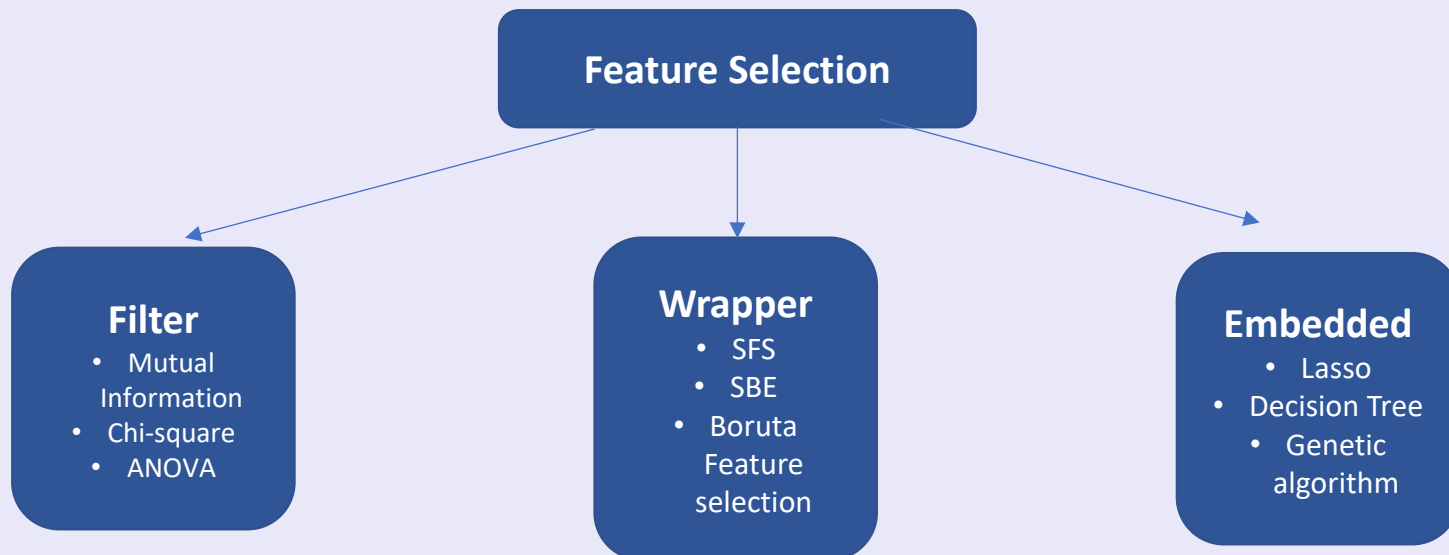 Feature Selection
Filter
• Mutual
Information
• Chi-square
• ANOVA
Wrapper
• SFS
• SBE
• Boruta
Feature
selection
Embedded
• Lasso
• Decision Tree
• Genetic
algorithm